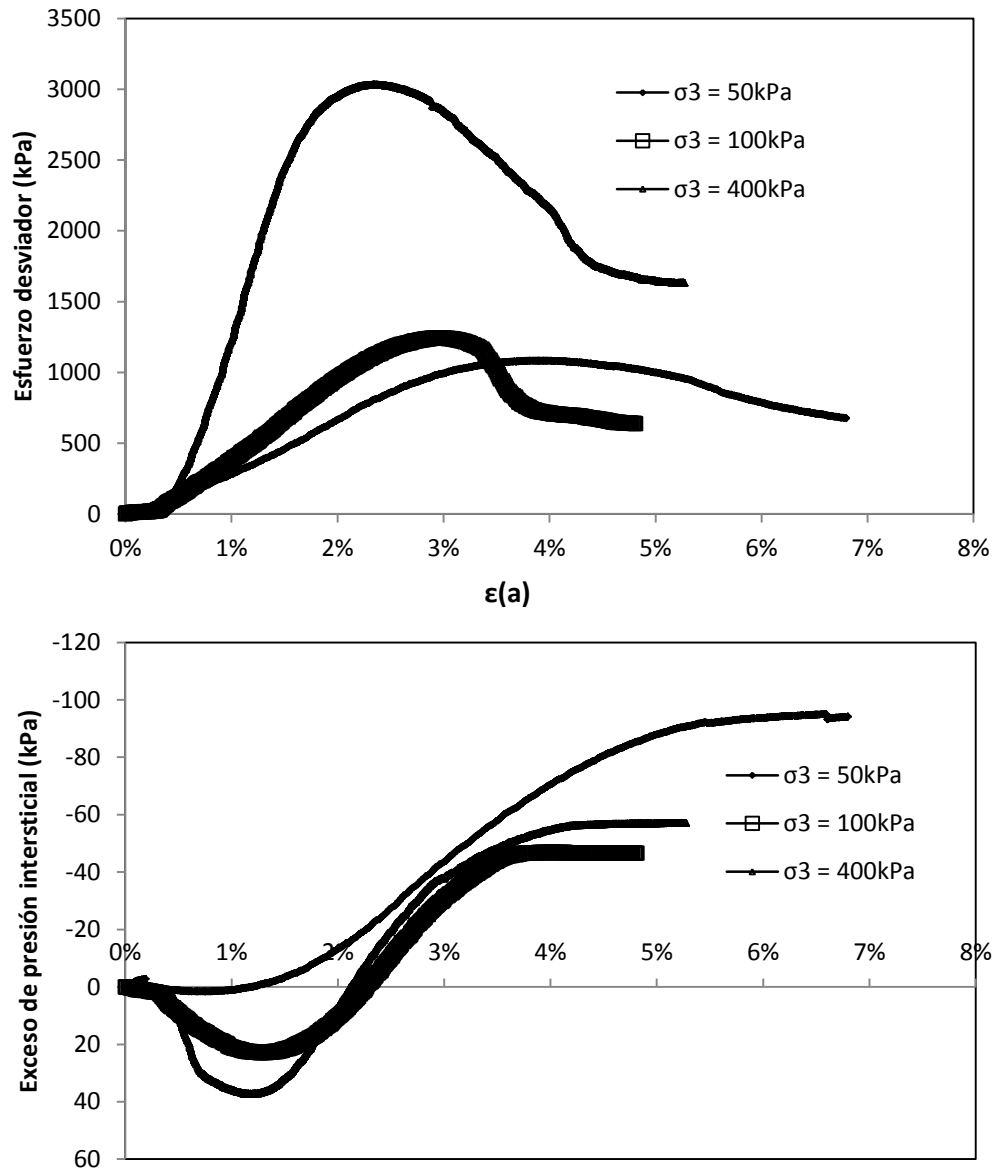 3500
3000
2500
2000
1500
1000
500
0
Esfuerzo desviador (kPa)
σ3 = 50kPa
σ3 = 100kPa
σ3 = 400kPa
0% 1% 2% 3% 4% 5% 6% 7% 8%
ε(a)
-120
-100
-80
-60
-40
-20
0
20
40
60
Exceso de presión intersticial (kPa)
σ3 = 50kPa
σ3 = 100kPa
σ3 = 400kPa
0% 1% 2% 3% 4% 5% 6% 7% 8%